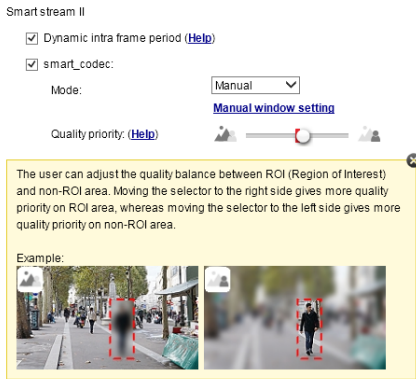 Smart stream II
Dynamic intra frame period (Help)
smart_codec:
Mode:
Manual
Manual window setting
Quality priority: (Help)
The user can adjust the quality balance between ROI (Region of Interest)
and non-ROI area. Moving the selector to the right side gives more quality
priority on ROI area, whereas moving the selector to the left side gives more
quality priority on non-ROI area.
Example: